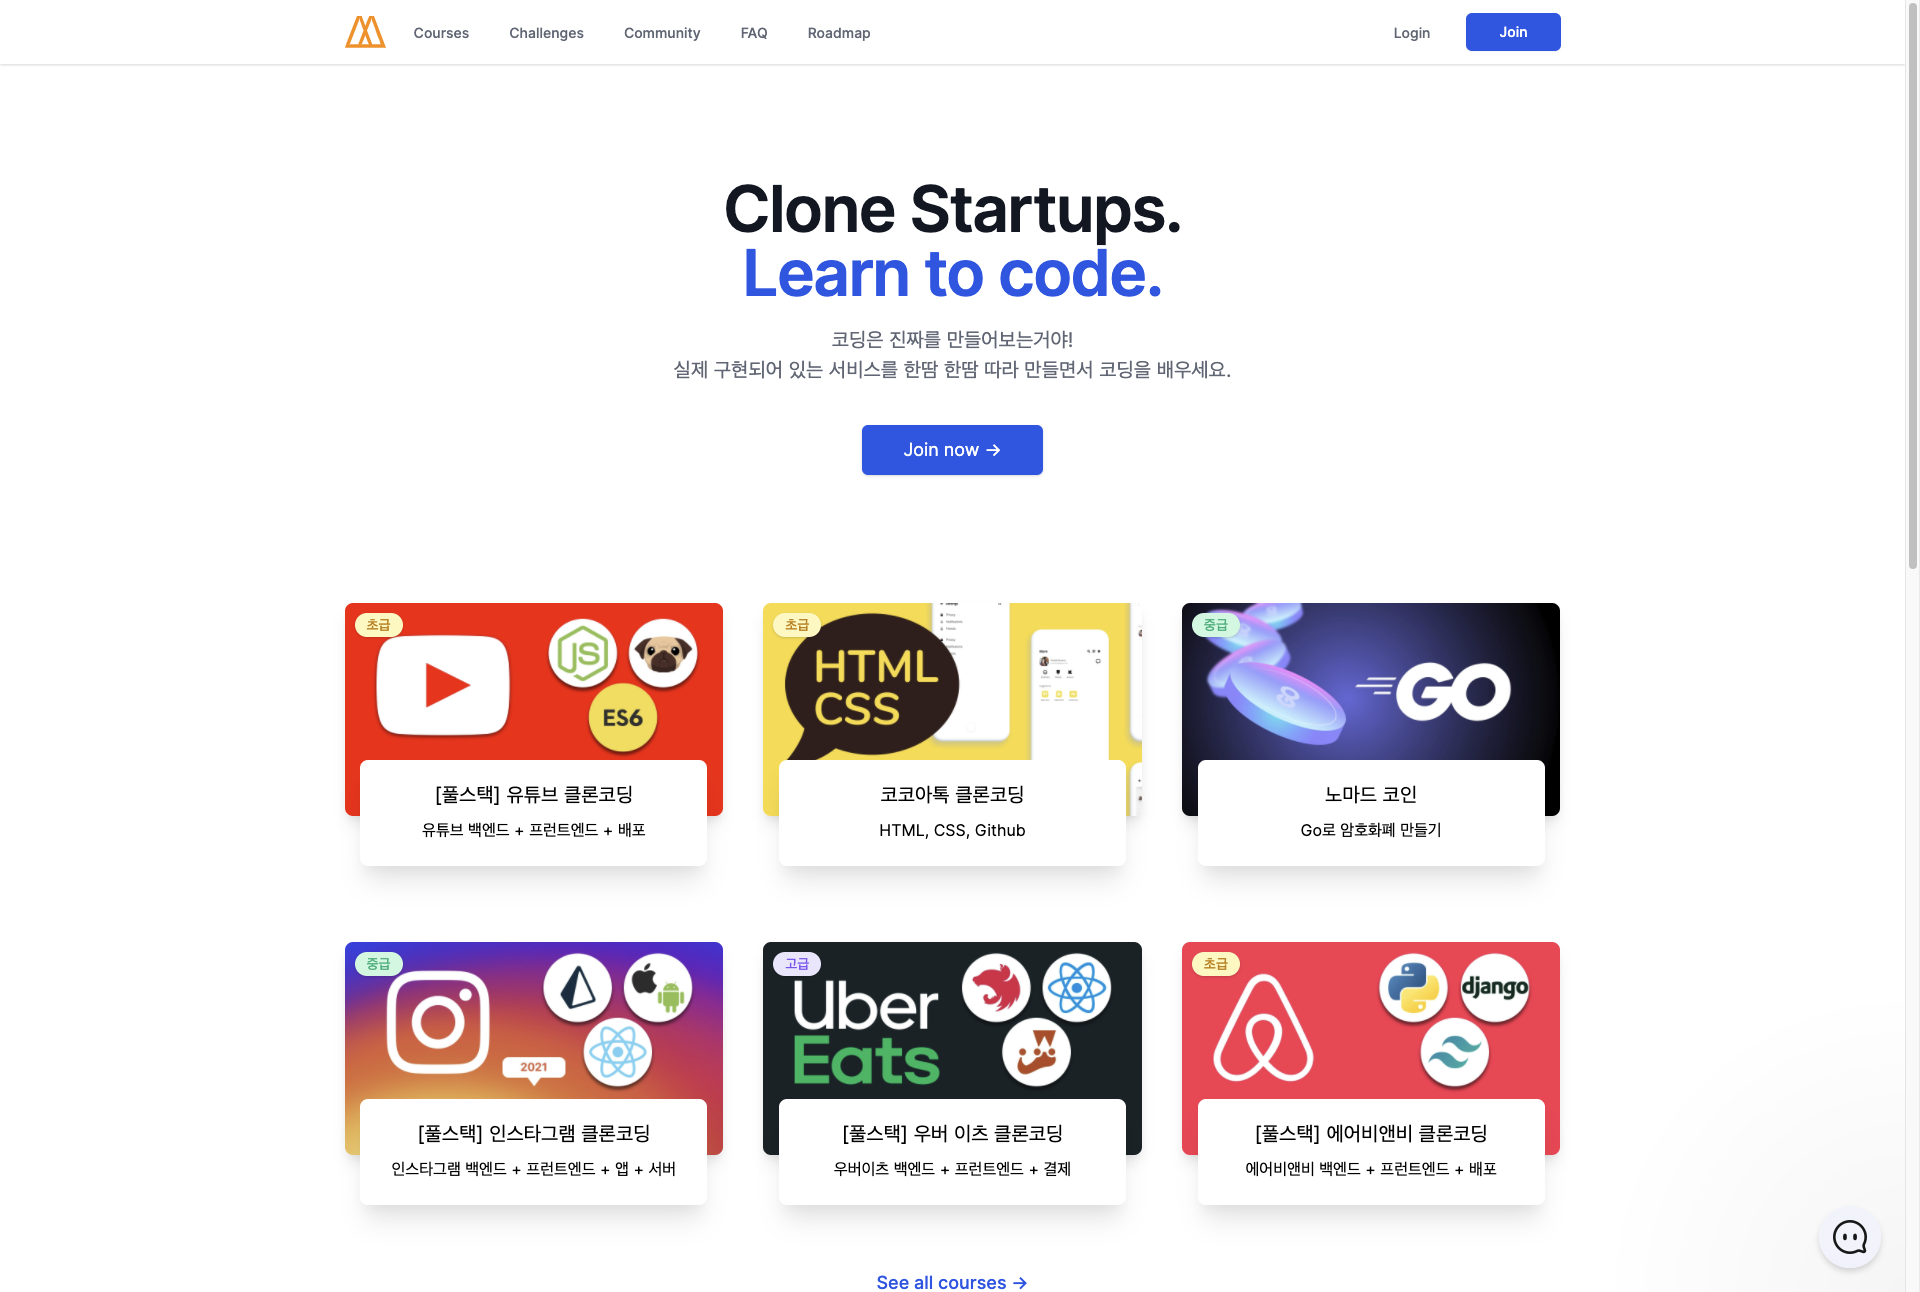 Courses
Challenges
Community
FAQ
Roadmap
Login
Join
Clone Startups.
Learn to code.
코딩은 진짜를 만들어보는거야!
실제 구현되어 있는 서비스를 한땀 한땀 따라 만들면서 코딩을 배우세요.
Join now →
초급
JS
ES6
[풀스택] 유튜브 클론코딩
유튜브 백엔드 + 프런트엔드 + 배포
초급
HTML
CSS
코코아톡 클론코딩
HTML, CSS, Github
중급
GO
노마드 코인
Go로 암호화폐 만들기
중급
2021
[풀스택] 인스타그램 클론코딩
인스타그램 백엔드 + 프런트엔드 + 앱 + 서버
고급
Uber
Eats
[풀스택] 우버 이츠 클론코딩
우버이츠 백엔드 + 프런트엔드 + 결제
초급
django
[풀스택] 에어비앤비 클론코딩
에어비앤비 백엔드 + 프런트엔드 + 배포
See all courses →